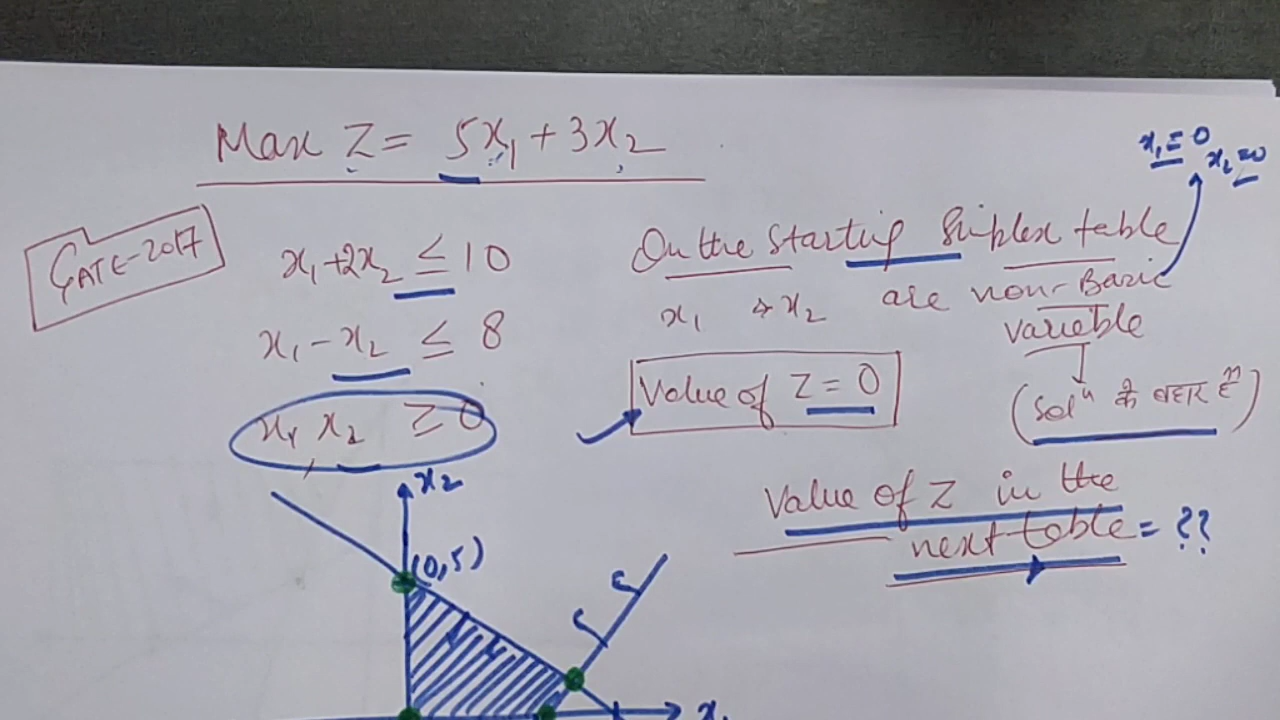 Max Z = 5x₁ + 3x₂
x₁ = 0
x₂ = 0
GATE-2017
x₁ + 2x₂ ≤ 10
x₁ - x₂ ≤ 8
x₁, x₂ ≥ 0
On the starting Simplex table
x₁ & x₂ are non-Basic
variable
(Solⁿ के बाहर हैं)
Value of Z = 0
Value of Z in the
next table = ??
x₂
(0,5)
x₁